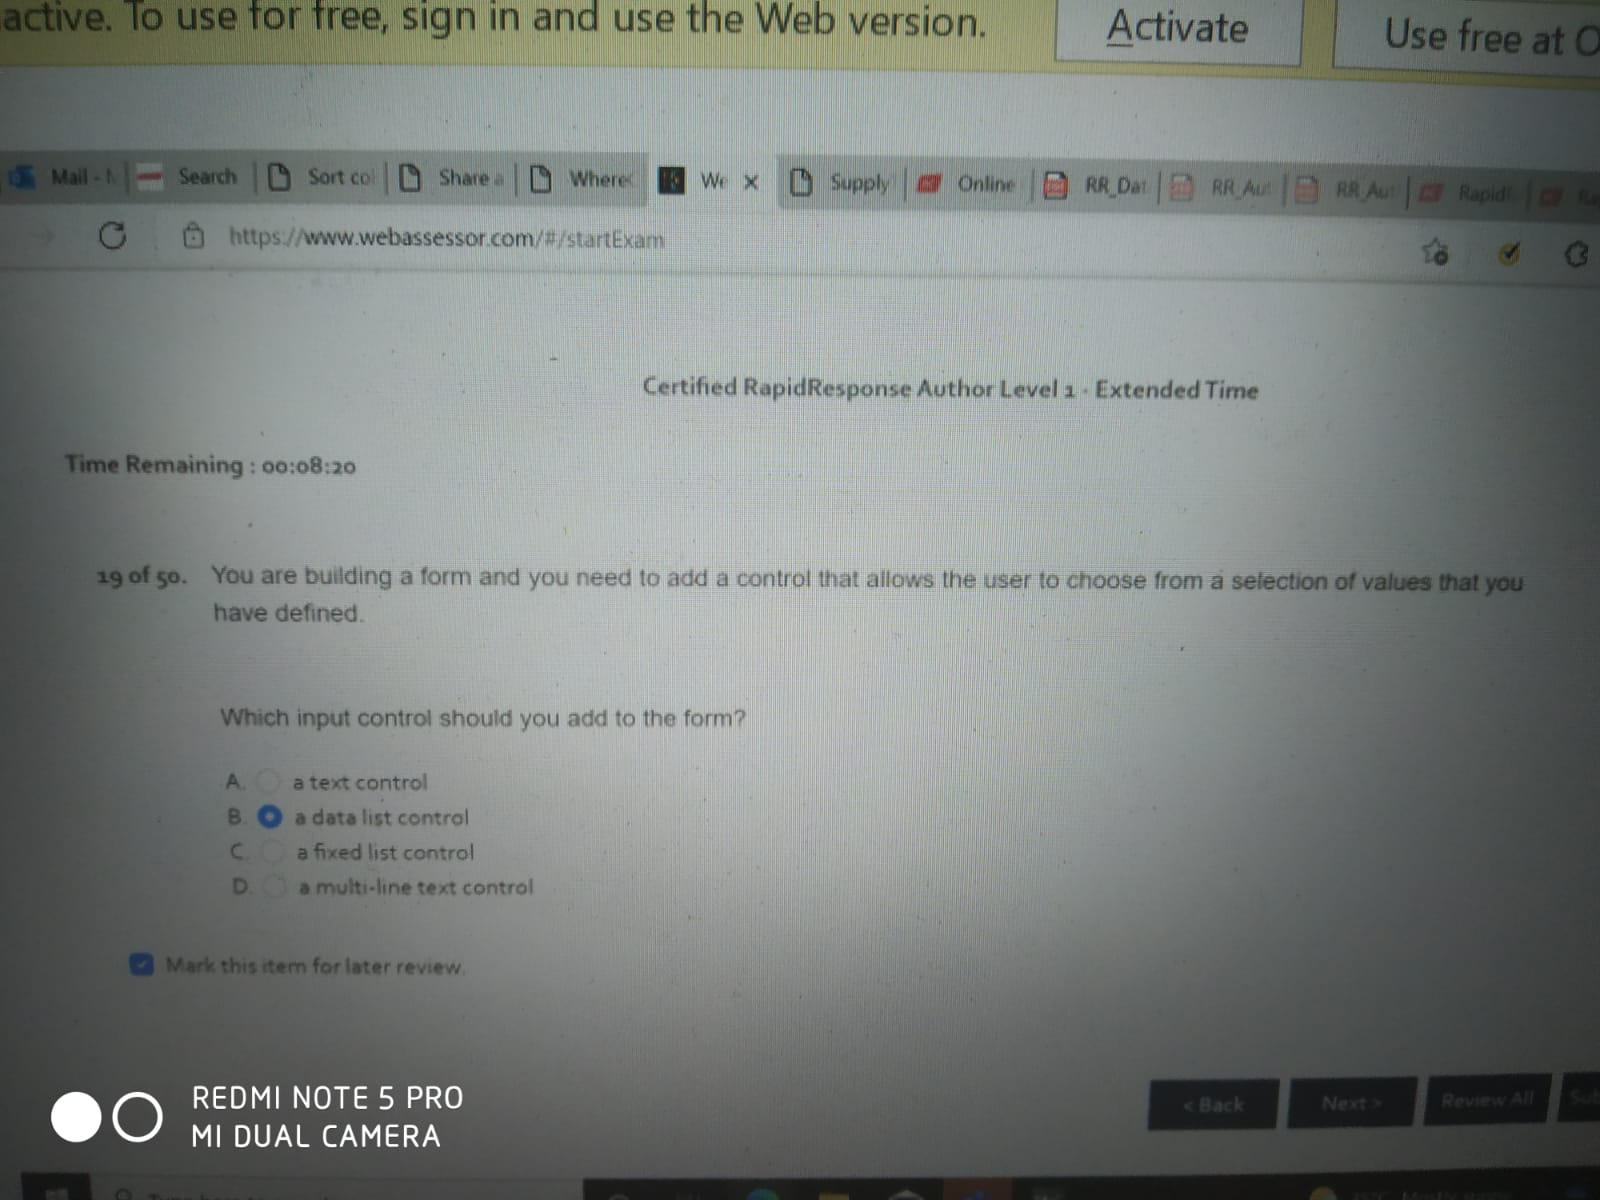 active. To use for free, sign in and use the Web version.
Activate
Use free at
Mail -
Search
Sort co
Share a
Where
We
Supply
Online
RR_Dat
RR_Aut
RR_Aut
Rapid
https://www.webassessor.com/#/startExam
Certified RapidResponse Author Level 1 - Extended Time
Time Remaining : 00:08:20
19 of 50. You are building a form and you need to add a control that allows the user to choose from a selection of values that you
have defined.
Which input control should you add to the form?
A. a text control
B. a data list control
C. a fixed list control
D. a multi-line text control
Mark this item for later review.
< Back
Next >
Review All
Sub
REDMI NOTE 5 PRO
MI DUAL CAMERA